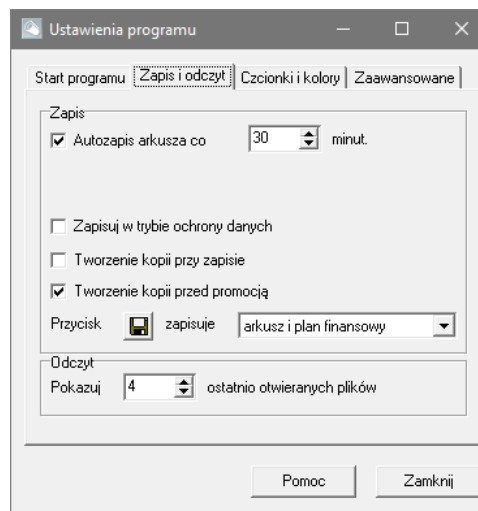 Ustawienia programu
Start programu Zapis i odczyt Czcionki i kolory Zaawansowane
Zapis
Autozapis arkusza co 30 minut.
Zapisuj w trybie ochrony danych
Tworzenie kopii przy zapisie
Tworzenie kopii przed promocją
Przycisk zapisuje arkusz i plan finansowy
Odczyt
Pokazuj 4 ostatnio otwieranych plików
Pomoc Zamknij